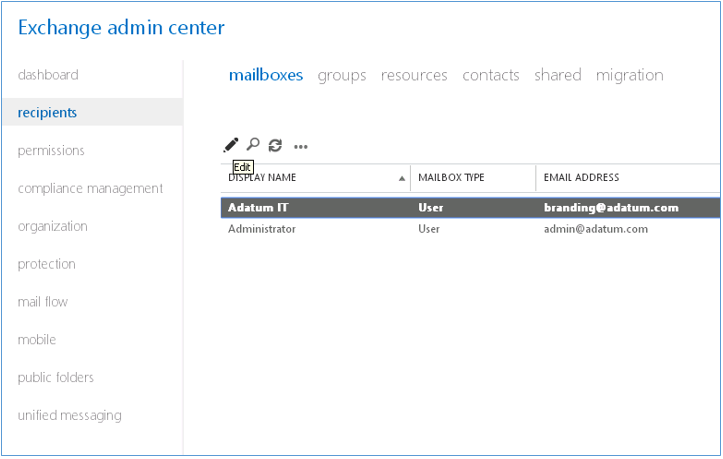 Exchange admin center
dashboard
recipients
permissions
compliance management
organization
protection
mail flow
mobile
public folders
unified messaging
mailboxes groups resources contacts shared migration
Edit
DISPLAY NAME MAILBOX TYPE EMAIL ADDRESS
Adatum IT User branding@adatum.com
Administrator User admin@adatum.com